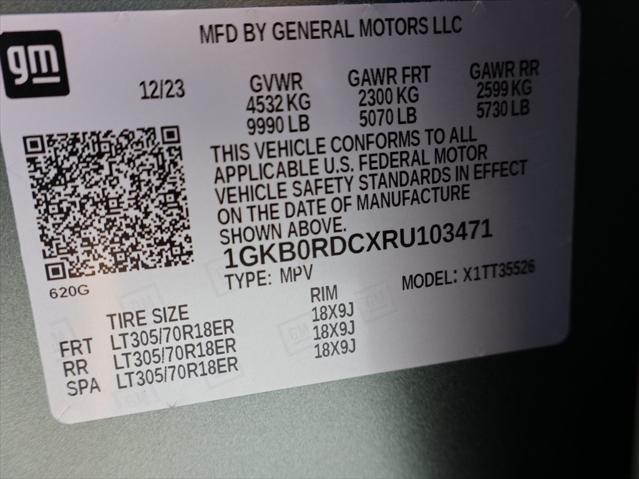 gm
MFD BY GENERAL MOTORS LLC
12/23
GVWR GAWR FRT GAWR RR
4532 KG 2300 KG 2599 KG
9990 LB 5070 LB 5730 LB
THIS VEHICLE CONFORMS TO ALL
APPLICABLE U.S. FEDERAL MOTOR
VEHICLE SAFETY STANDARDS IN EFFECT
ON THE DATE OF MANUFACTURE
SHOWN ABOVE.
1GKB0RDCXRU103471
620G
TYPE: MPV MODEL: X1TT35526
TIRE SIZE RIM
FRT LT305/70R18ER 18X9J
RR LT305/70R18ER 18X9J
SPA LT305/70R18ER 18X9J